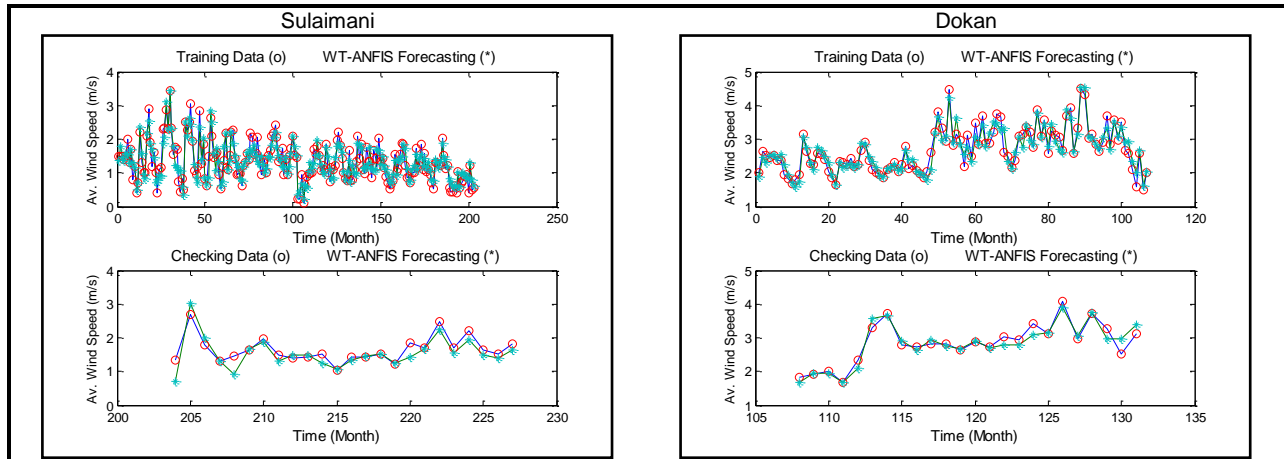 Sulaimani
Training Data (o) WT-ANFIS Forecasting (*)
Av. Wind Speed (m/s)
4
3
2
1
0
0 50 100 150 200 250
Time (Month)
Checking Data (o) WT-ANFIS Forecasting (*)
Av. Wind Speed (m/s)
4
3
2
1
0
200 205 210 215 220 225 230
Time (Month)
Dokan
Training Data (o) WT-ANFIS Forecasting (*)
Av. Wind Speed (m/s)
5
4
3
2
1
0 20 40 60 80 100 120
Time (Month)
Checking Data (o) WT-ANFIS Forecasting (*)
Av. Wind Speed (m/s)
5
4
3
2
1
105 110 115 120 125 130 135
Time (Month)